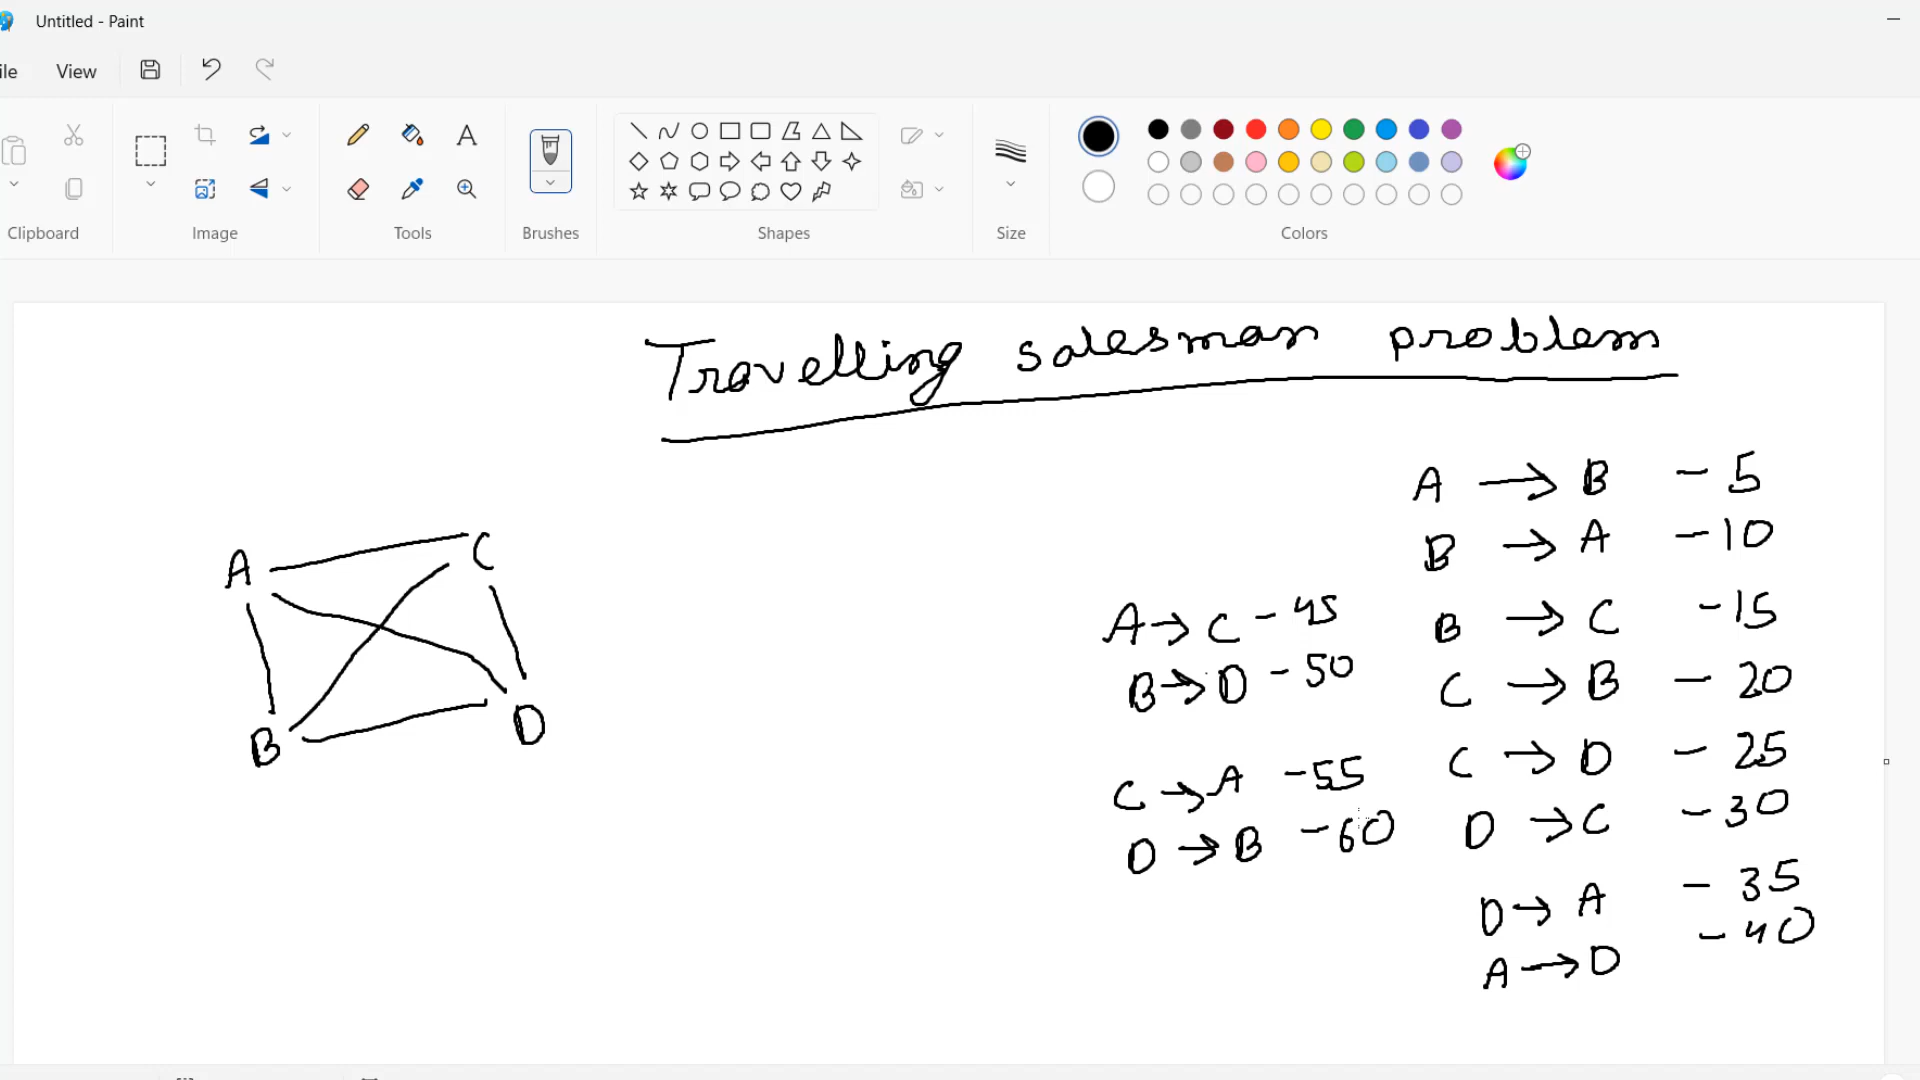 Untitled - Paint
ile View
Clipboard Image Tools Brushes Shapes Size Colors
Travelling salesman problem
A C
B D
A → C - 45
B → D - 50
C → A - 55
D → B - 60
A → B - 5
B → A - 10
B → C - 15
C → B - 20
C → D - 25
D → C - 30
D → A - 35
A → D - 40